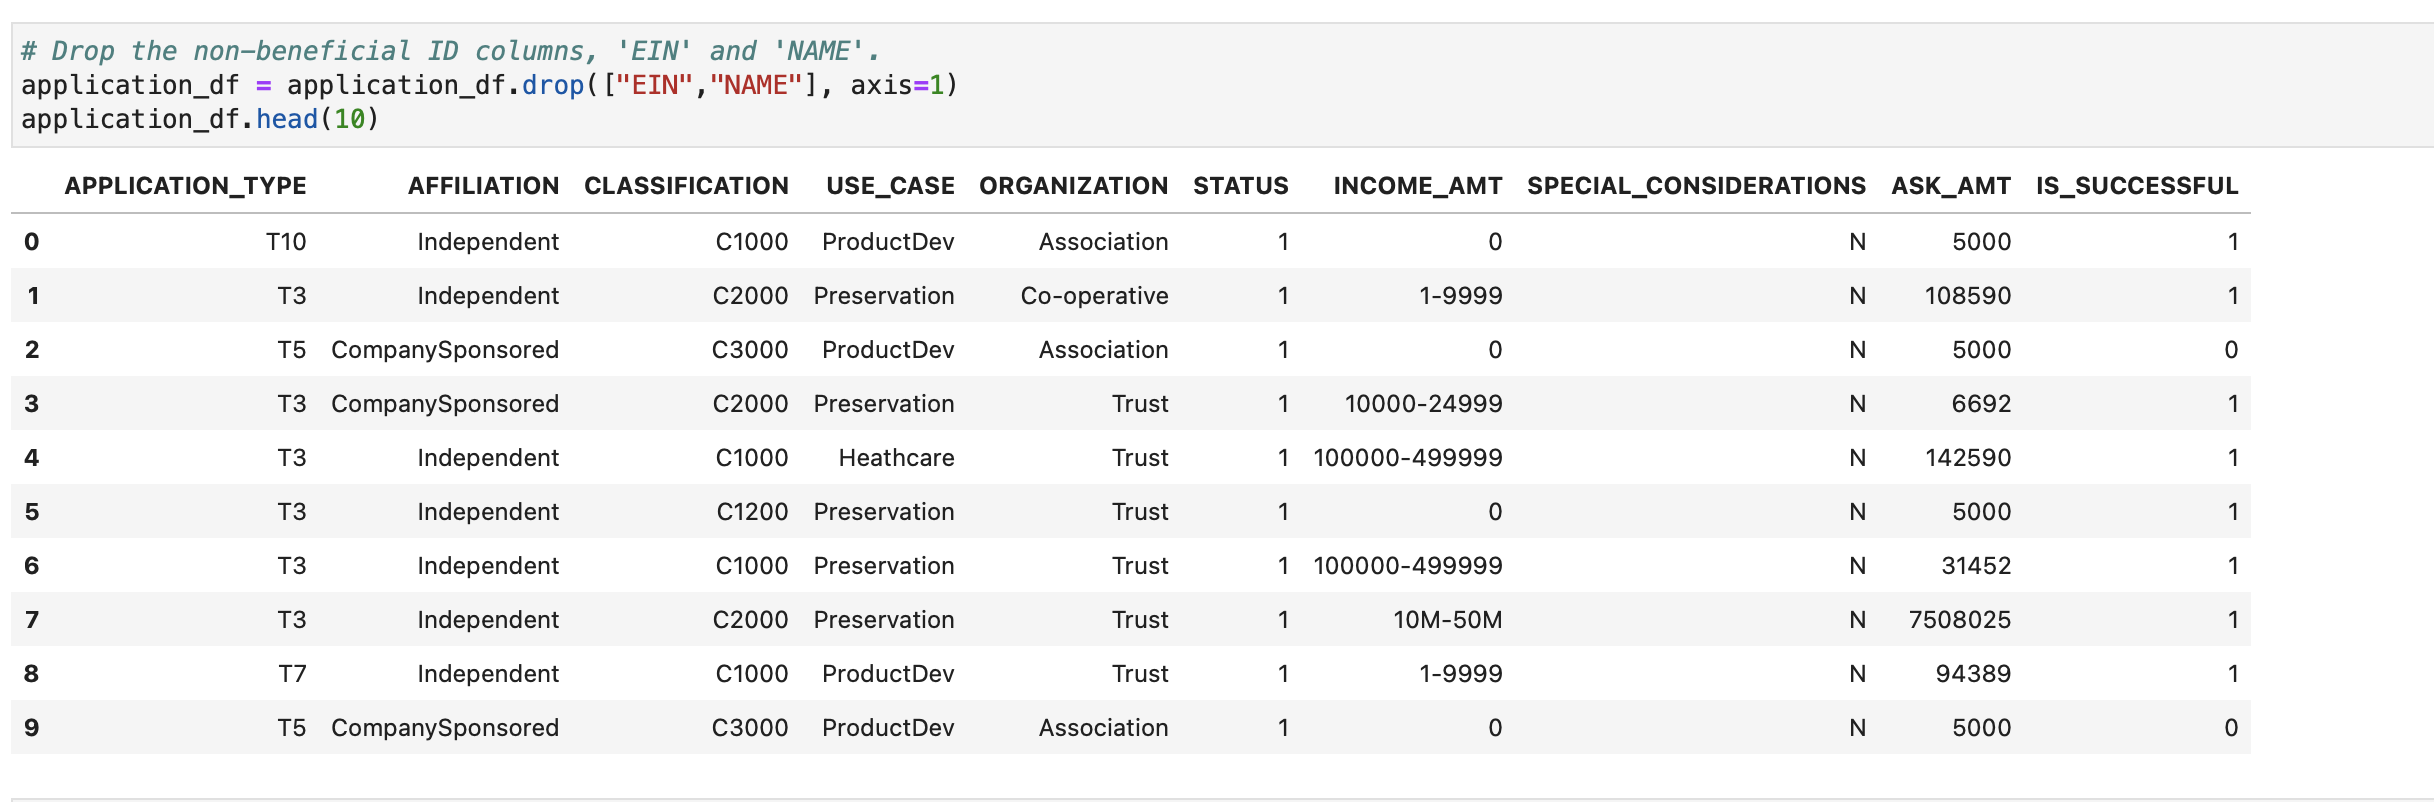 # Drop the non-beneficial ID columns, 'EIN' and 'NAME'.
application_df = application_df.drop(["EIN","NAME"], axis=1)
application_df.head(10)
APPLICATION_TYPE AFFILIATION CLASSIFICATION USE_CASE ORGANIZATION STATUS INCOME_AMT SPECIAL_CONSIDERATIONS ASK_AMT IS_SUCCESSFUL
0 T10 Independent C1000 ProductDev Association 1 0 N 5000 1
1 T3 Independent C2000 Preservation Co-operative 1 1-9999 N 108590 1
2 T5 CompanySponsored C3000 ProductDev Association 1 0 N 5000 0
3 T3 CompanySponsored C2000 Preservation Trust 1 10000-24999 N 6692 1
4 T3 Independent C1000 Heathcare Trust 1 100000-499999 N 142590 1
5 T3 Independent C1200 Preservation Trust 1 0 N 5000 1
6 T3 Independent C1000 Preservation Trust 1 100000-499999 N 31452 1
7 T3 Independent C2000 Preservation Trust 1 10M-50M N 7508025 1
8 T7 Independent C1000 ProductDev Trust 1 1-9999 N 94389 1
9 T5 CompanySponsored C3000 ProductDev Association 1 0 N 5000 0